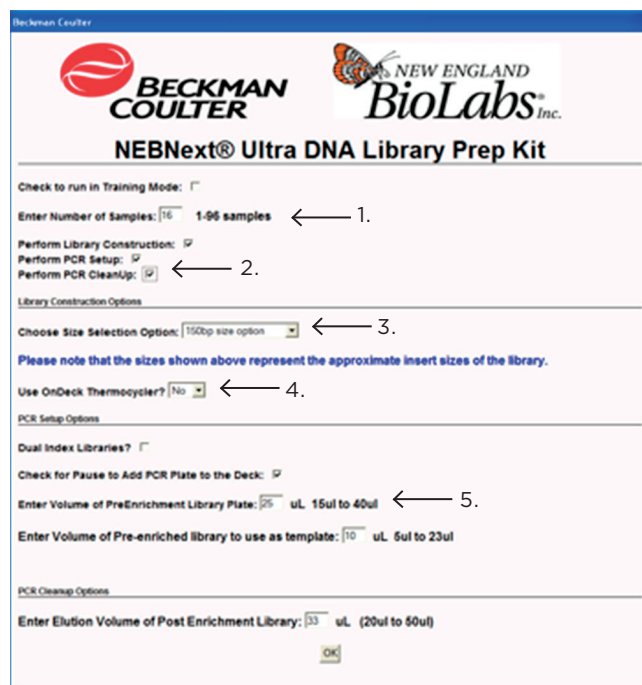 Beckman Coulter
BECKMAN
COULTER
NEW ENGLAND
BioLabs Inc.
NEBNext® Ultra DNA Library Prep Kit
Check to run in Training Mode:
Enter Number of Samples: 16 1-96 samples 1.
Perform Library Construction:
Perform PCR Setup:
Perform PCR CleanUp: 2.
Library Construction Options
Choose Size Selection Option: 150bp size option 3.
Please note that the sizes shown above represent the approximate insert sizes of the library.
Use OnDeck Thermocycler? No 4.
PCR Setup Options
Dual Index Libraries?
Check for Pause to Add PCR Plate to the Deck:
Enter Volume of PreEnrichment Library Plate: 25 uL 15ul to 40ul 5.
Enter Volume of Pre-enriched library to use as template: 10 uL 5ul to 23ul
PCR Cleanup Options
Enter Elution Volume of Post Enrichment Library: 33 uL (20ul to 50ul)
OK